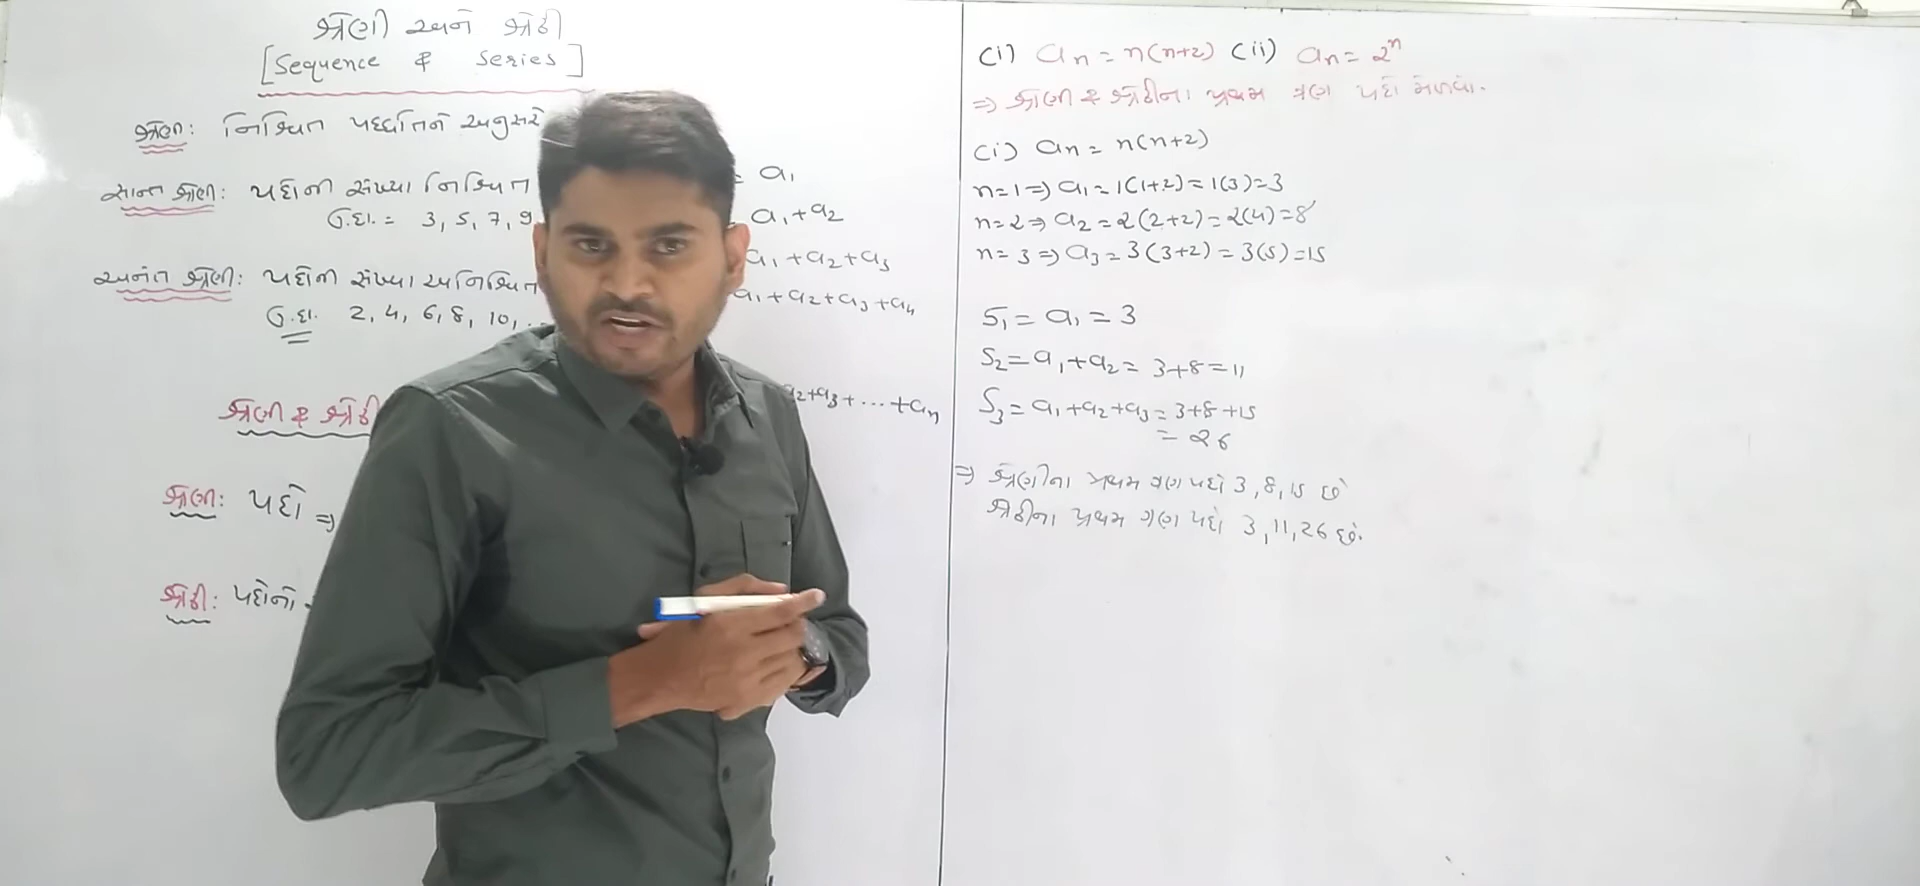 શ્રેણી અને શ્રેઢી
[Sequence & Series]
શ્રેણી: નિશ્ચિત પદ્ધતિને અનુસરે
સાન્ત શ્રેણી: પદોની સંખ્યા નિશ્ચિત
ઉ.દા. = 3, 5, 7, 9
અનંત શ્રેણી: પદોની સંખ્યા અનિશ્ચિત
ઉ.દા. 2, 4, 6, 8, 10, ..
શ્રેણી & શ્રેઢી
શ્રેણી: પદો ⇒
શ્રેઢી: પદોનો
= a₁
a₁+a₂
a₁+a₂+a₃
a₁+a₂+a₃+a₄
a₂+a₃+...+aₙ
(i) aₙ = n(n+2) (ii) aₙ = 2ⁿ
⇒ શ્રેણી & શ્રેઢીના પ્રથમ ત્રણ પદો મેળવો.
(i) aₙ = n(n+2)
n=1 ⇒ a₁ = 1(1+2) = 1(3) = 3
n=2 ⇒ a₂ = 2(2+2) = 2(4) = 8
n=3 ⇒ a₃ = 3(3+2) = 3(5) = 15
S₁ = a₁ = 3
S₂ = a₁+a₂ = 3+8 = 11
S₃ = a₁+a₂+a₃ = 3+8+15
= 26
⇒ શ્રેણીના પ્રથમ ત્રણ પદો 3, 8, 15 છે
શ્રેઢીના પ્રથમ ત્રણ પદો 3, 11, 26 છે.